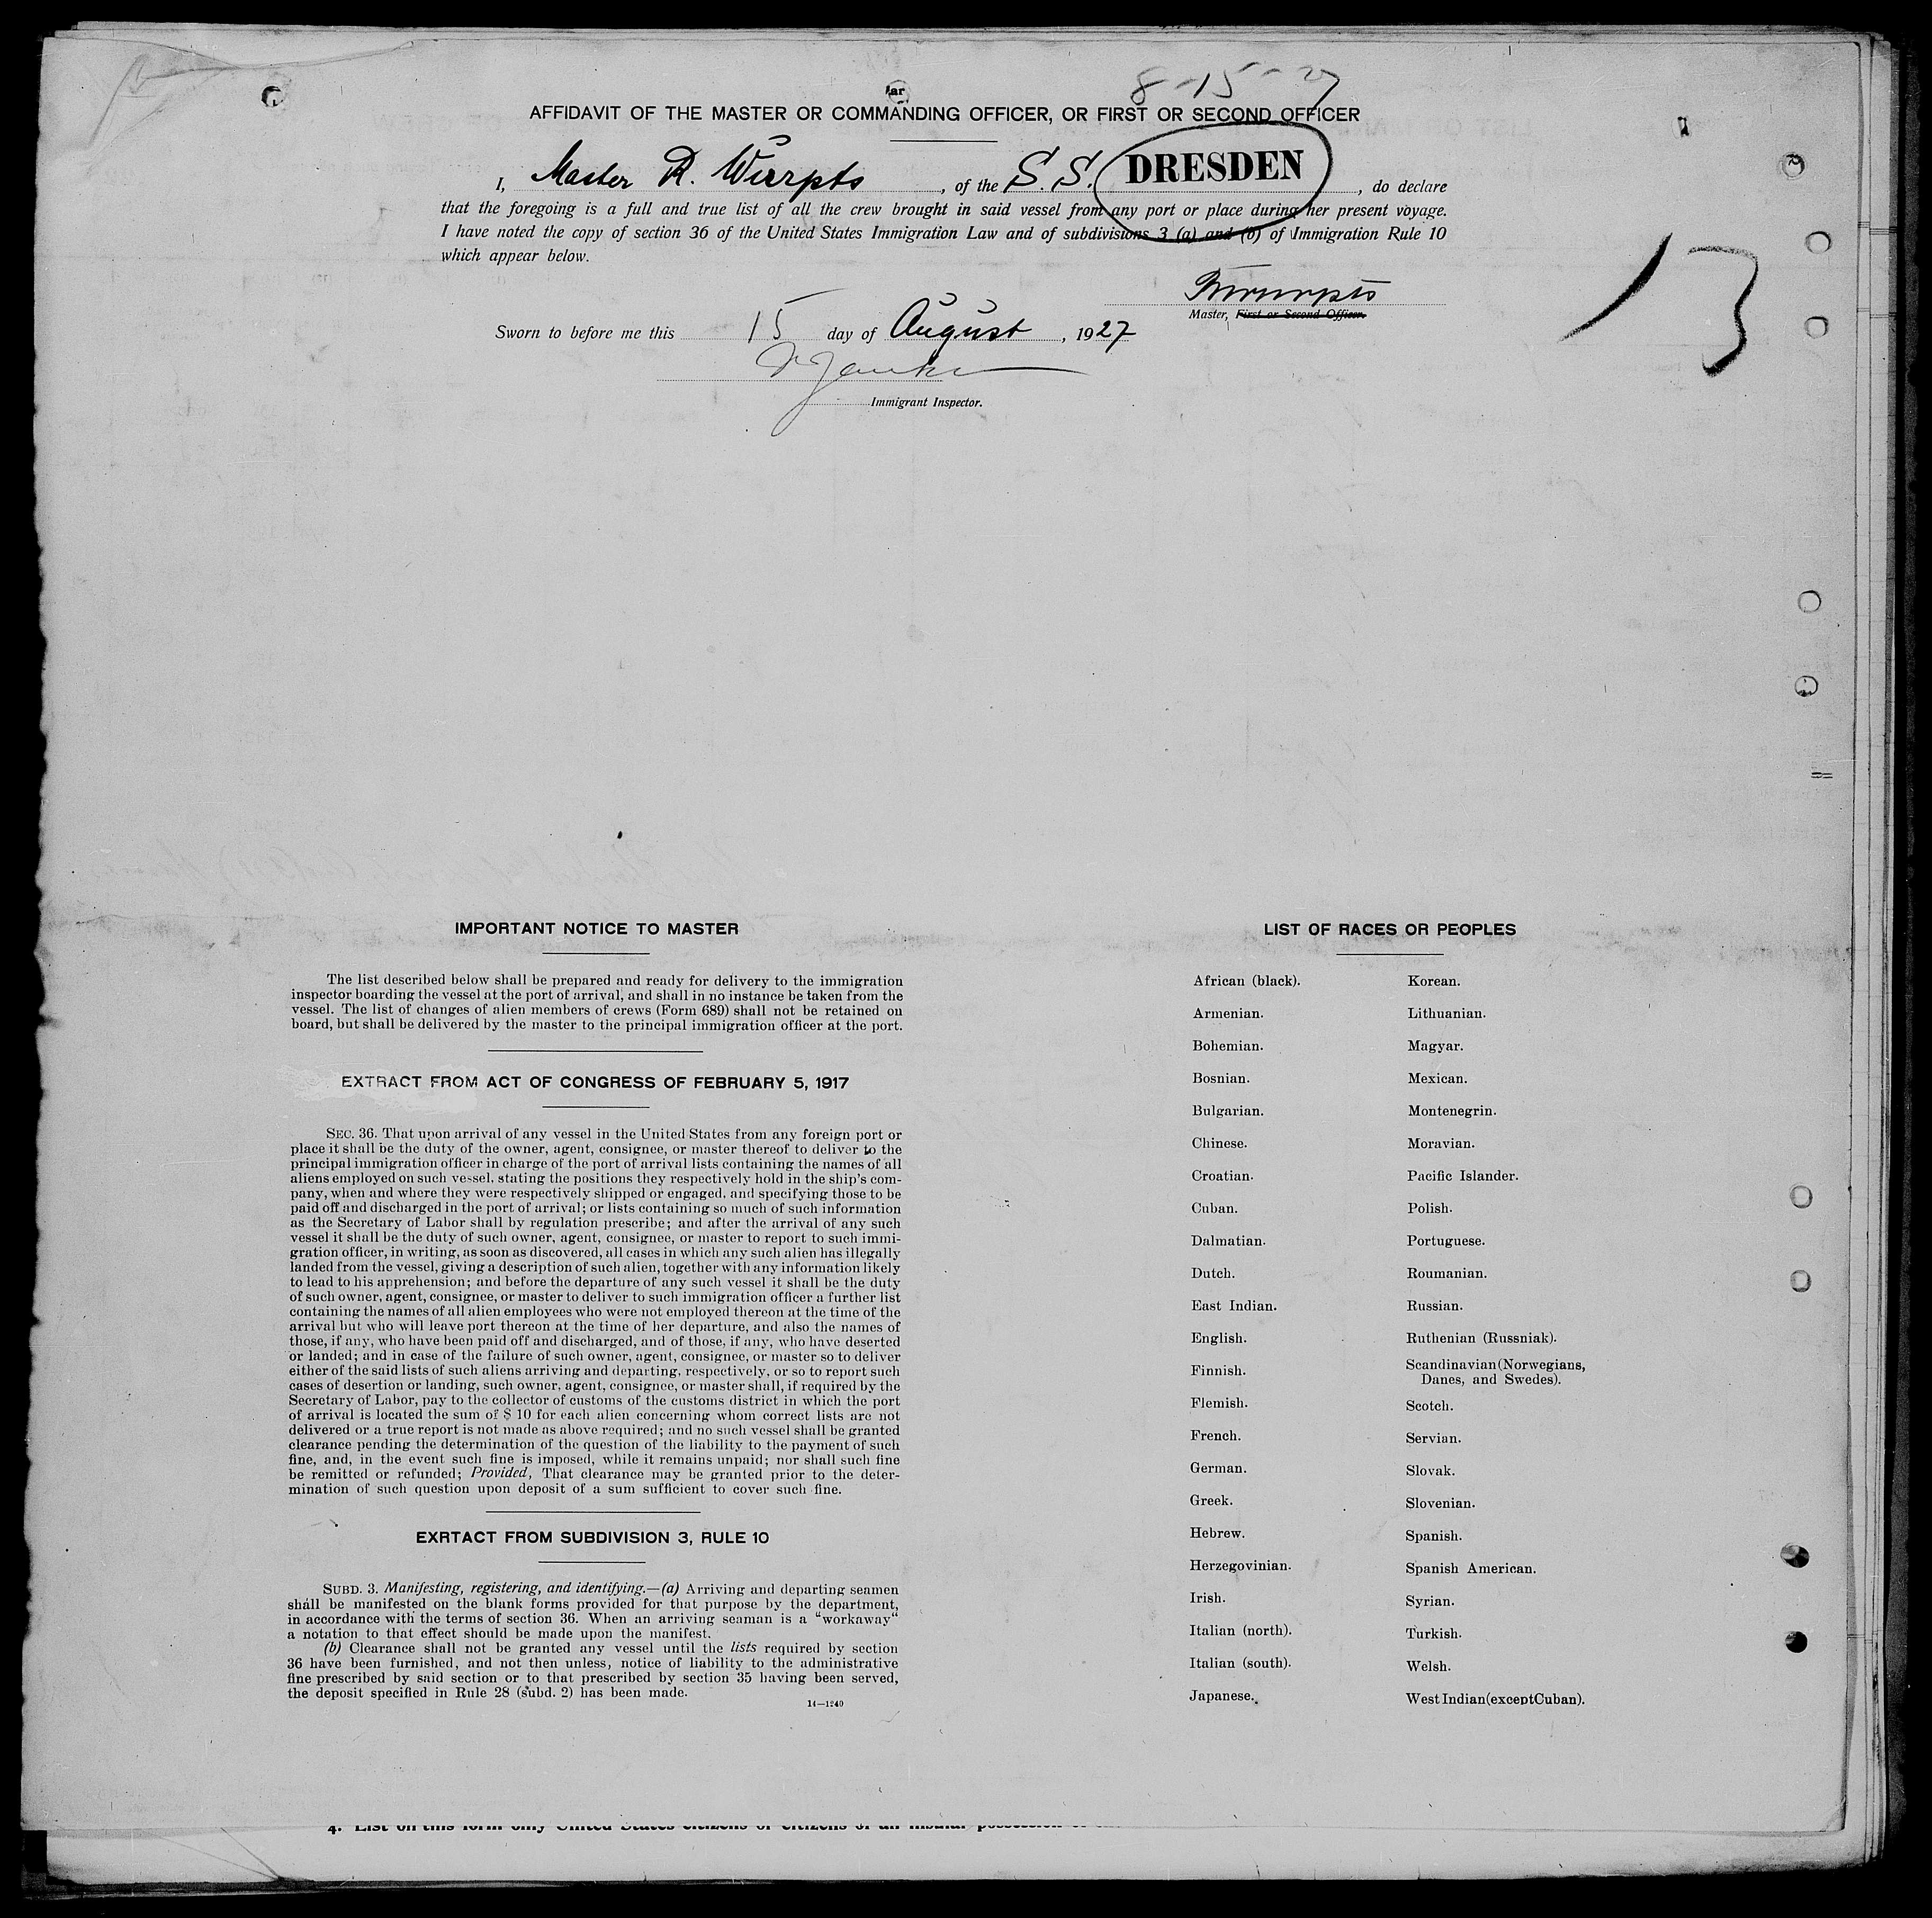 8-15-27
AFFIDAVIT OF THE MASTER OR COMMANDING OFFICER, OR FIRST OR SECOND OFFICER
I, Master R. Wurpts, of the S.S. DRESDEN, do declare
that the foregoing is a full and true list of all the crew brought in said vessel from any port or place during her present voyage.
I have noted the copy of section 36 of the United States Immigration Law and of subdivisions 3 (a) and (b) of Immigration Rule 10
which appear below.
13
Master, First or Second Officer.
Sworn to before me this 15 day of August, 1927
Immigrant Inspector.
IMPORTANT NOTICE TO MASTER
The list described below shall be prepared and ready for delivery to the immigration
inspector boarding the vessel at the port of arrival, and shall in no instance be taken from the
vessel. The list of changes of alien members of crews (Form 689) shall not be retained on
board, but shall be delivered by the master to the principal immigration officer at the port.
EXTRACT FROM ACT OF CONGRESS OF FEBRUARY 5, 1917
SEC. 36. That upon arrival of any vessel in the United States from any foreign port or
place it shall be the duty of the owner, agent, consignee, or master thereof to deliver to the
principal immigration officer in charge of the port of arrival lists containing the names of all
aliens employed on such vessel, stating the positions they respectively hold in the ship's com-
pany, when and where they were respectively shipped or engaged, and specifying those to be
paid off and discharged in the port of arrival; or lists containing so much of such information
as the Secretary of Labor shall by regulation prescribe; and after the arrival of any such
vessel it shall be the duty of such owner, agent, consignee, or master to report to such immi-
gration officer, in writing, as soon as discovered, all cases in which any such alien has illegally
landed from the vessel, giving a description of such alien, together with any information likely
to lead to his apprehension; and before the departure of any such vessel it shall be the duty
of such owner, agent, consignee, or master to deliver to such immigration officer a further list
containing the names of all alien employees who were not employed thereon at the time of the
arrival but who will leave port thereon at the time of her departure, and also the names of
those, if any, who have been paid off and discharged, and of those, if any, who have deserted
or landed; and in case of the failure of such owner, agent, consignee, or master so to deliver
either of the said lists of such aliens arriving and departing, respectively, or so to report such
cases of desertion or landing, such owner, agent, consignee, or master shall, if required by the
Secretary of Labor, pay to the collector of customs of the customs district in which the port
of arrival is located the sum of $ 10 for each alien concerning whom correct lists are not
delivered or a true report is not made as above required; and no such vessel shall be granted
clearance pending the determination of the question of the liability to the payment of such
fine, and, in the event such fine is imposed, while it remains unpaid; nor shall such fine
be remitted or refunded; Provided, That clearance may be granted prior to the deter-
mination of such question upon deposit of a sum sufficient to cover such fine.
EXRTACT FROM SUBDIVISION 3, RULE 10
SUBD. 3. Manifesting, registering, and identifying.—(a) Arriving and departing seamen
shall be manifested on the blank forms provided for that purpose by the department,
in accordance with the terms of section 36. When an arriving seaman is a “workaway“
a notation to that effect should be made upon the manifest.
(b) Clearance shall not be granted any vessel until the lists required by section
36 have been furnished, and not then unless, notice of liability to the administrative
fine prescribed by said section or to that prescribed by section 35 having been served,
the deposit specified in Rule 28 (subd. 2) has been made.
14—1240
LIST OF RACES OR PEOPLES
African (black).
Armenian.
Bohemian.
Bosnian.
Bulgarian.
Chinese.
Croatian.
Cuban.
Dalmatian.
Dutch.
East Indian.
English.
Finnish.
Flemish.
French.
German.
Greek.
Hebrew.
Herzegovinian.
Irish.
Italian (north).
Italian (south).
Japanese.
Korean.
Lithuanian.
Magyar.
Mexican.
Montenegrin.
Moravian.
Pacific Islander.
Polish.
Portuguese.
Roumanian.
Russian.
Ruthenian (Russniak).
Scandinavian (Norwegians,
Danes, and Swedes).
Scotch.
Servian.
Slovak.
Slovenian.
Spanish.
Spanish American.
Syrian.
Turkish.
Welsh.
West Indian (except Cuban).
4. List on this form only United States citizens or citizens of an insular possession